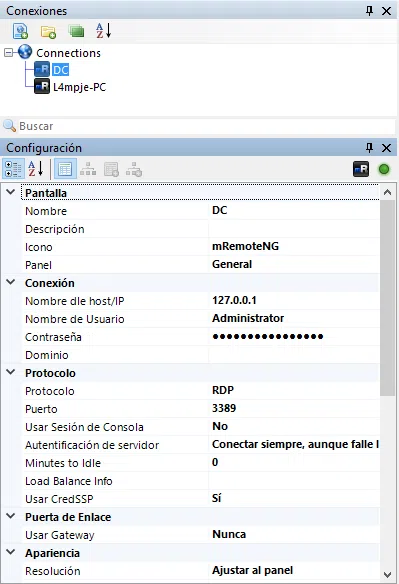 Conexiones
Connections
DC
L4mpje-PC
Buscar
Configuración
Pantalla
Nombre DC
Descripción
Icono mRemoteNG
Panel General
Conexión
Nombre dle host/IP 127.0.0.1
Nombre de Usuario Administrator
Contraseña ●●●●●●●●●●●●●●●●
Dominio
Protocolo
Protocolo RDP
Puerto 3389
Usar Sesión de Consola No
Autentificación de servidor Conectar siempre, aunque falle l
Minutes to Idle 0
Load Balance Info
Usar CredSSP Sí
Puerta de Enlace
Usar Gateway Nunca
Apariencia
Resolución Ajustar al panel